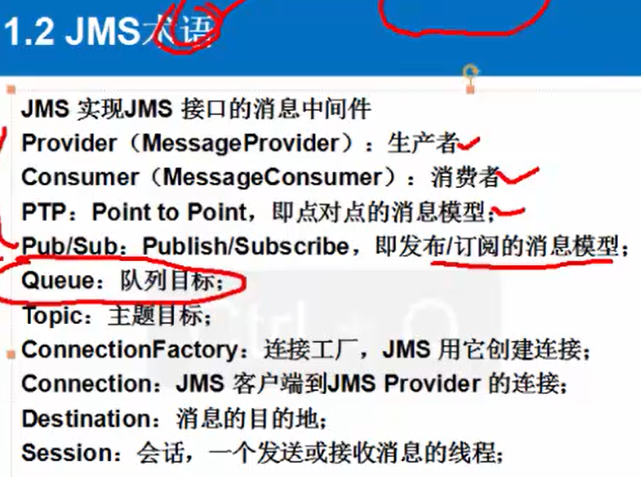 1.2 JMS术语
JMS 实现JMS 接口的消息中间件
Provider（MessageProvider）：生产者
Consumer（MessageConsumer）：消费者
PTP：Point to Point，即点对点的消息模型；
Pub/Sub：Publish/Subscribe，即发布/订阅的消息模型；
Queue：队列目标；
Topic：主题目标；
ConnectionFactory：连接工厂，JMS 用它创建连接；
Connection：JMS 客户端到JMS Provider 的连接；
Destination：消息的目的地；
Session：会话，一个发送或接收消息的线程；
Ctrl + O